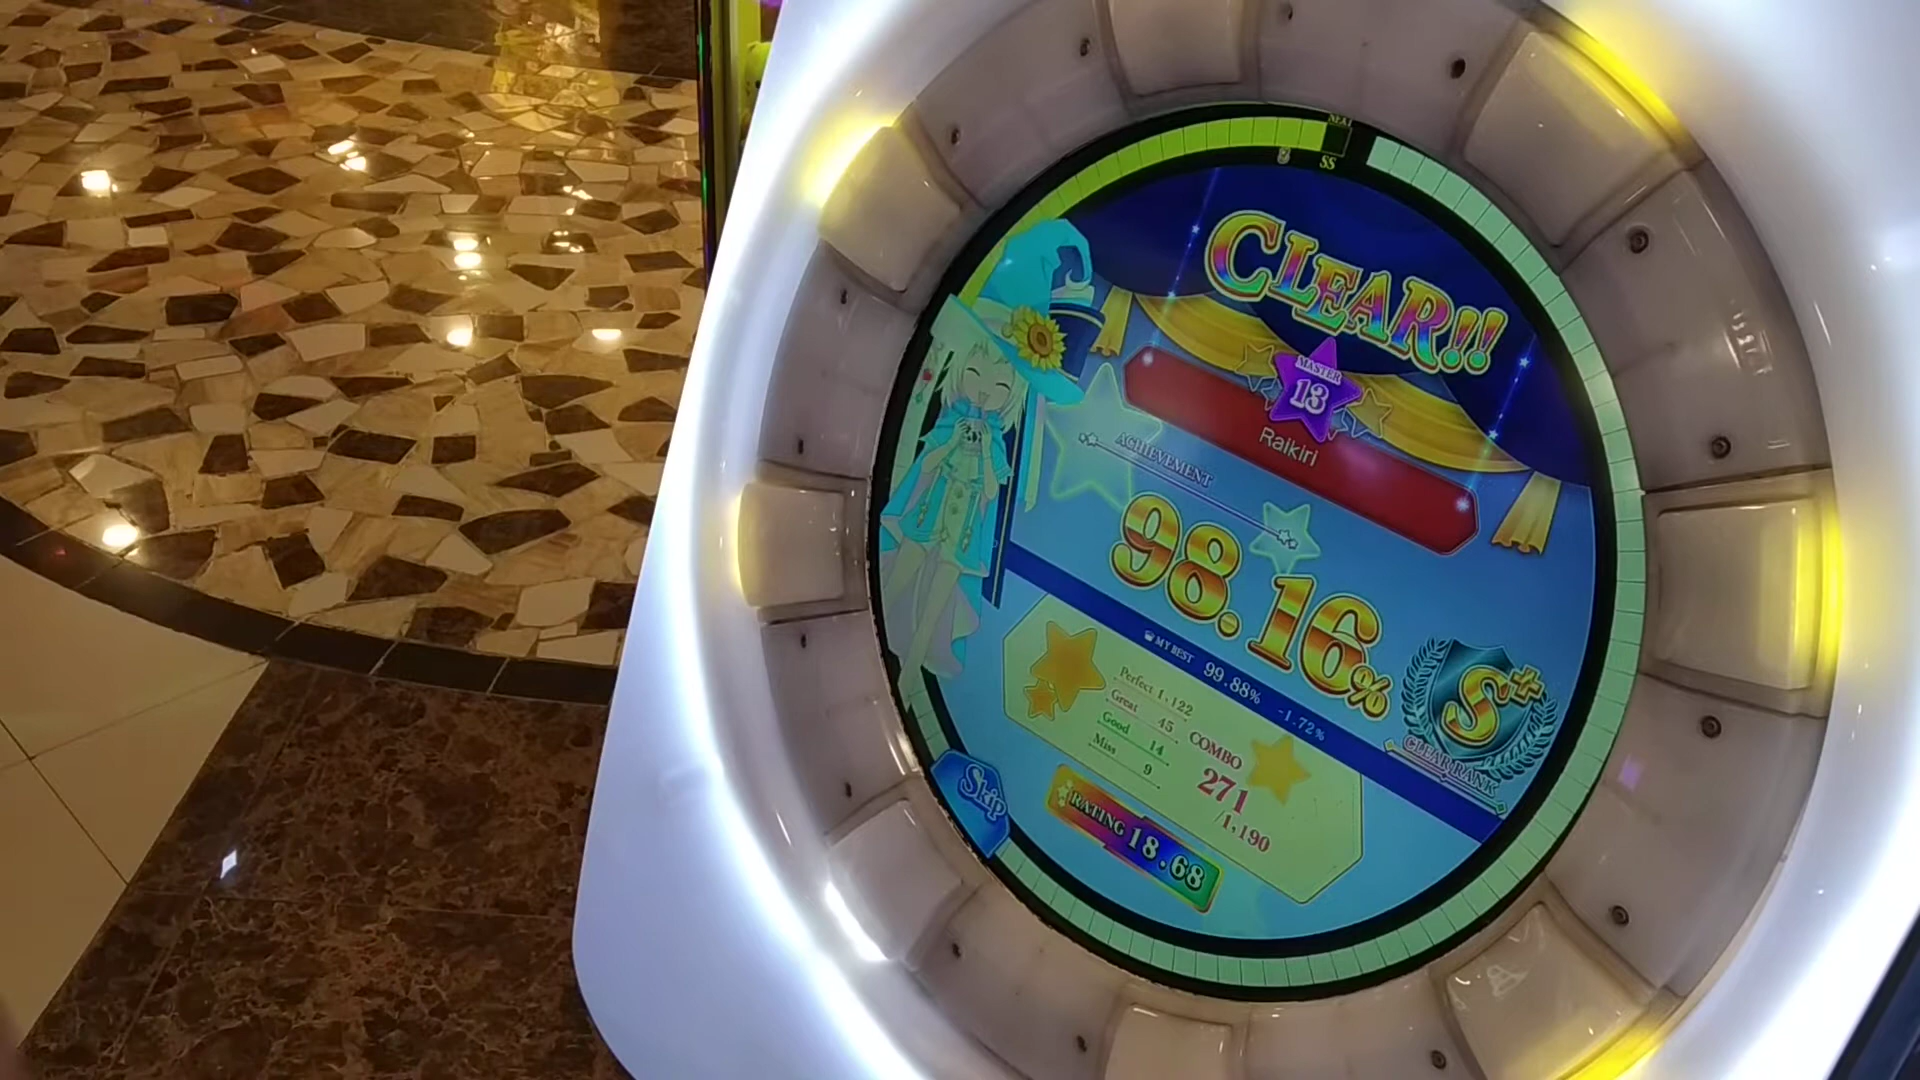 NEXT
S
SS
CLEAR!!
MASTER
13
Raikiri
ACHIEVEMENT
98.16%
MY BEST 99.88% -1.72%
S+
CLEAR RANK
Perfect 1,122
Great 45
Good 14
Miss 9
COMBO
271
/1,190
Skip
RATING 18.68